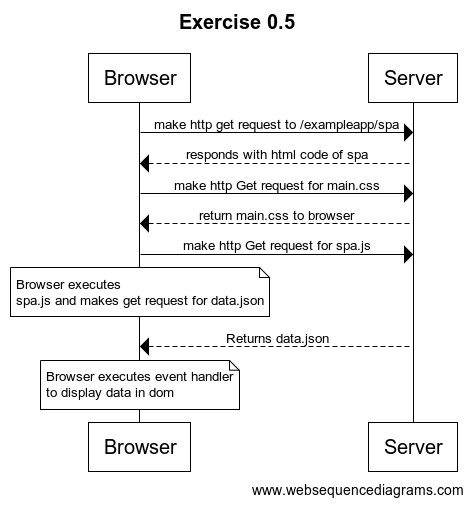 Exercise 0.5
Browser
Server
make http get request to /exampleapp/spa
responds with html code of spa
make http Get request for main.css
return main.css to browser
make http Get request for spa.js
Browser executes
spa.js and makes get request for data.json
Returns data.json
Browser executes event handler
to display data in dom
Browser
Server
www.websequencediagrams.com